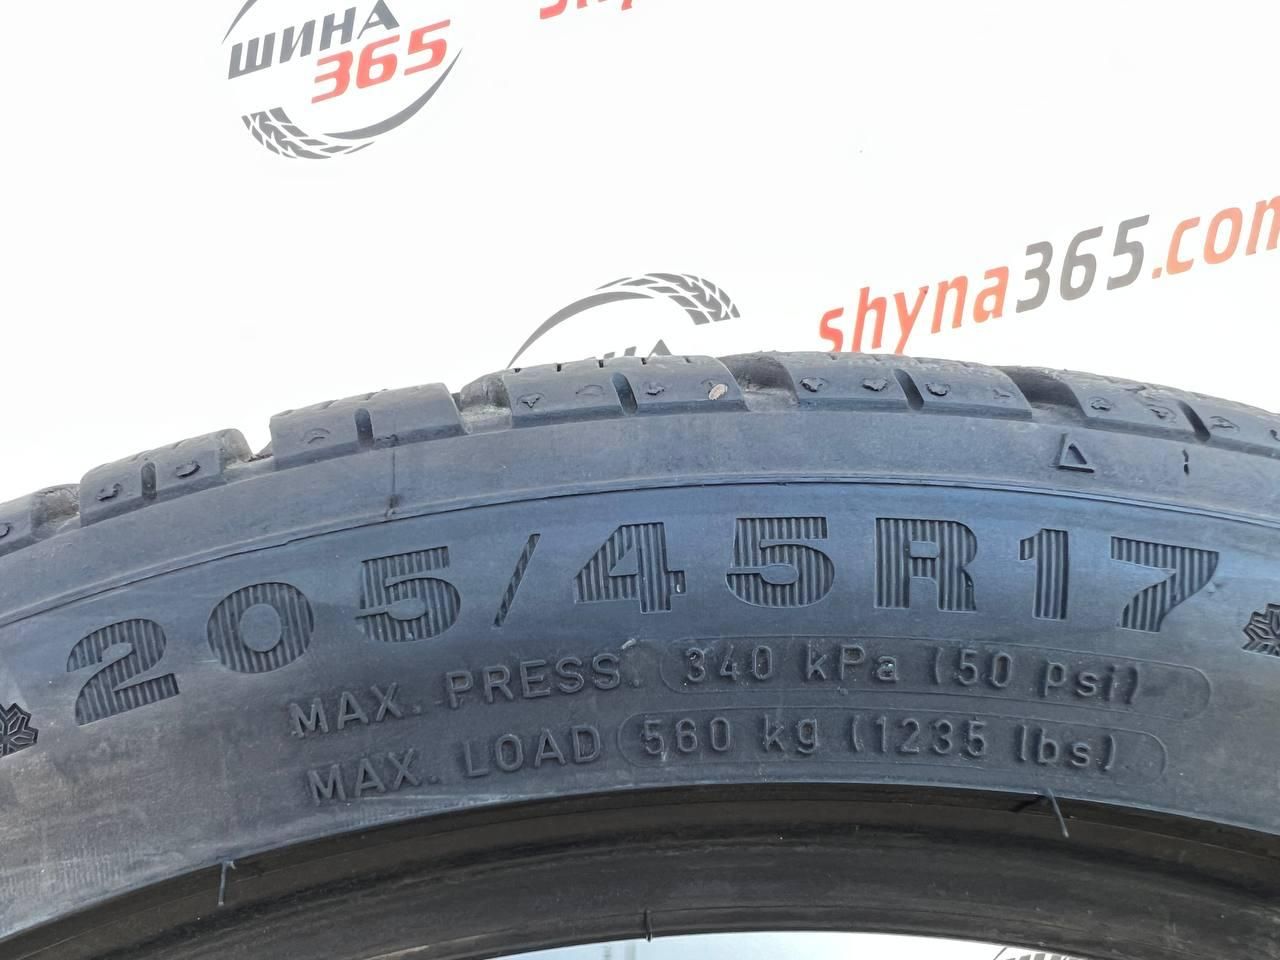 ШИНА
365
shyna365.com
205/45R17
MAX. PRESS. 340 kPa (50 psi)
MAX. LOAD 560 kg (1235 lbs)